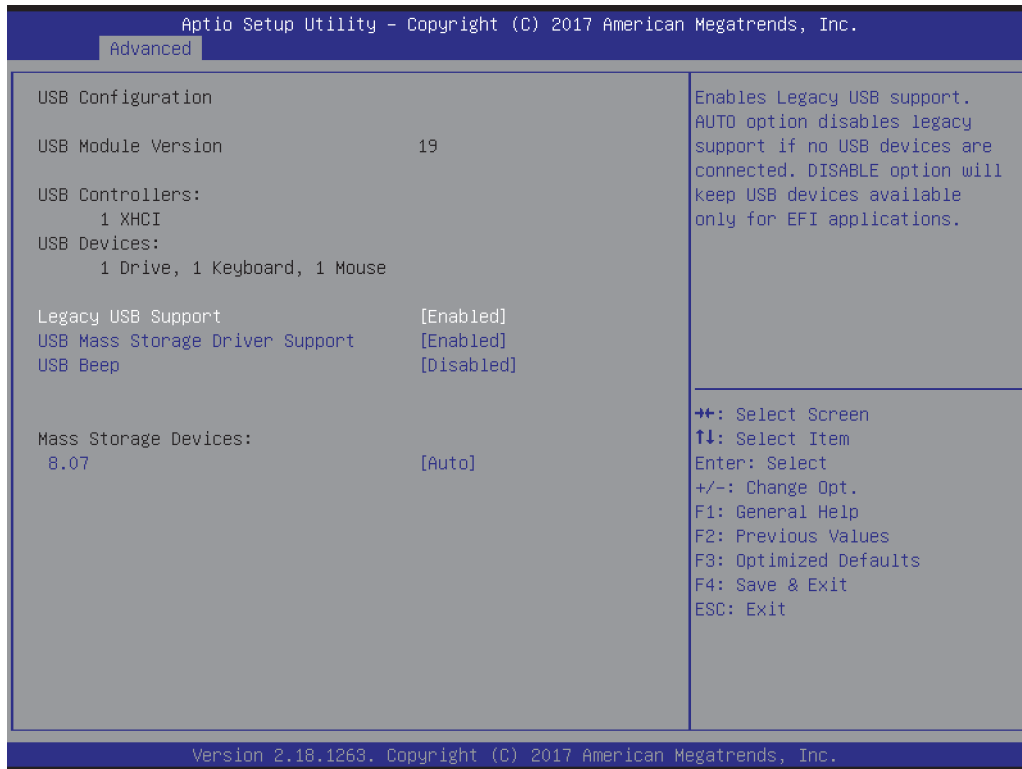 Aptio Setup Utility – Copyright (C) 2017 American Megatrends, Inc.
Advanced
USB Configuration
USB Module Version 19
USB Controllers:
1 XHCI
USB Devices:
1 Drive, 1 Keyboard, 1 Mouse
Legacy USB Support [Enabled]
USB Mass Storage Driver Support [Enabled]
USB Beep [Disabled]
Mass Storage Devices:
8.07 [Auto]
Enables Legacy USB support.
AUTO option disables legacy
support if no USB devices are
connected. DISABLE option will
keep USB devices available
only for EFI applications.
→←: Select Screen
↑↓: Select Item
Enter: Select
+/-: Change Opt.
F1: General Help
F2: Previous Values
F3: Optimized Defaults
F4: Save & Exit
ESC: Exit
Version 2.18.1263. Copyright (C) 2017 American Megatrends, Inc.